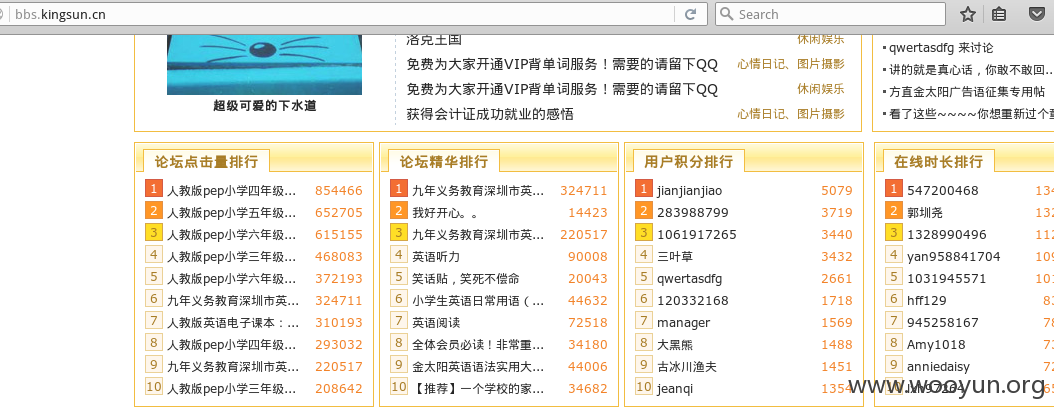 bbs.kingsun.cn
Search
超级可爱的下水道
洛克王国 休闲娱乐
免费为大家开通VIP背单词服务！需要的请留下QQ 心情日记、图片摄影
免费为大家开通VIP背单词服务！需要的请留下QQ 休闲娱乐
获得会计证成功就业的感悟 心情日记、图片摄影
qwertasdfg 来讨论
讲的就是真心话，你敢不敢回...
方直金太阳广告语征集专用帖
看了这些~~~~你想重新过个
论坛点击量排行
1 人教版pep小学四年级... 854466
2 人教版pep小学五年级... 652705
3 人教版pep小学六年级... 615155
4 人教版pep小学三年级... 468083
5 人教版pep小学六年级... 372193
6 九年义务教育深圳市英... 324711
7 人教版英语电子课本：... 310193
8 人教版pep小学四年级... 293032
9 九年义务教育深圳市英... 220517
10 人教版pep小学三年级... 208642
论坛精华排行
1 九年义务教育深圳市英... 324711
2 我好开心。。 14423
3 九年义务教育深圳市英... 220517
4 英语听力 90008
5 笑话贴，笑死不偿命 20043
6 小学生英语日常用语（... 44632
7 英语阅读 72518
8 全体会员必读！非常重... 34180
9 金太阳英语语法实用大... 44006
10 【推荐】一个学校的家... 34682
用户积分排行
1 jianjianjiao 5079
2 283988799 3719
3 1061917265 3440
4 三叶草 3432
5 qwertasdfg 2661
6 120332168 1718
7 manager 1569
8 大黑熊 1488
9 古冰川渔夫 1451
10 jeanqi 1354
在线时长排行
1 547200468 134
2 郭圳尧 132
3 1328990496 112
4 yan958841704 109
5 1031945571 101
6 hff129 83
7 945258167 78
8 Amy1018 73
9 anniedaisy 72
10
www.wooyun.org